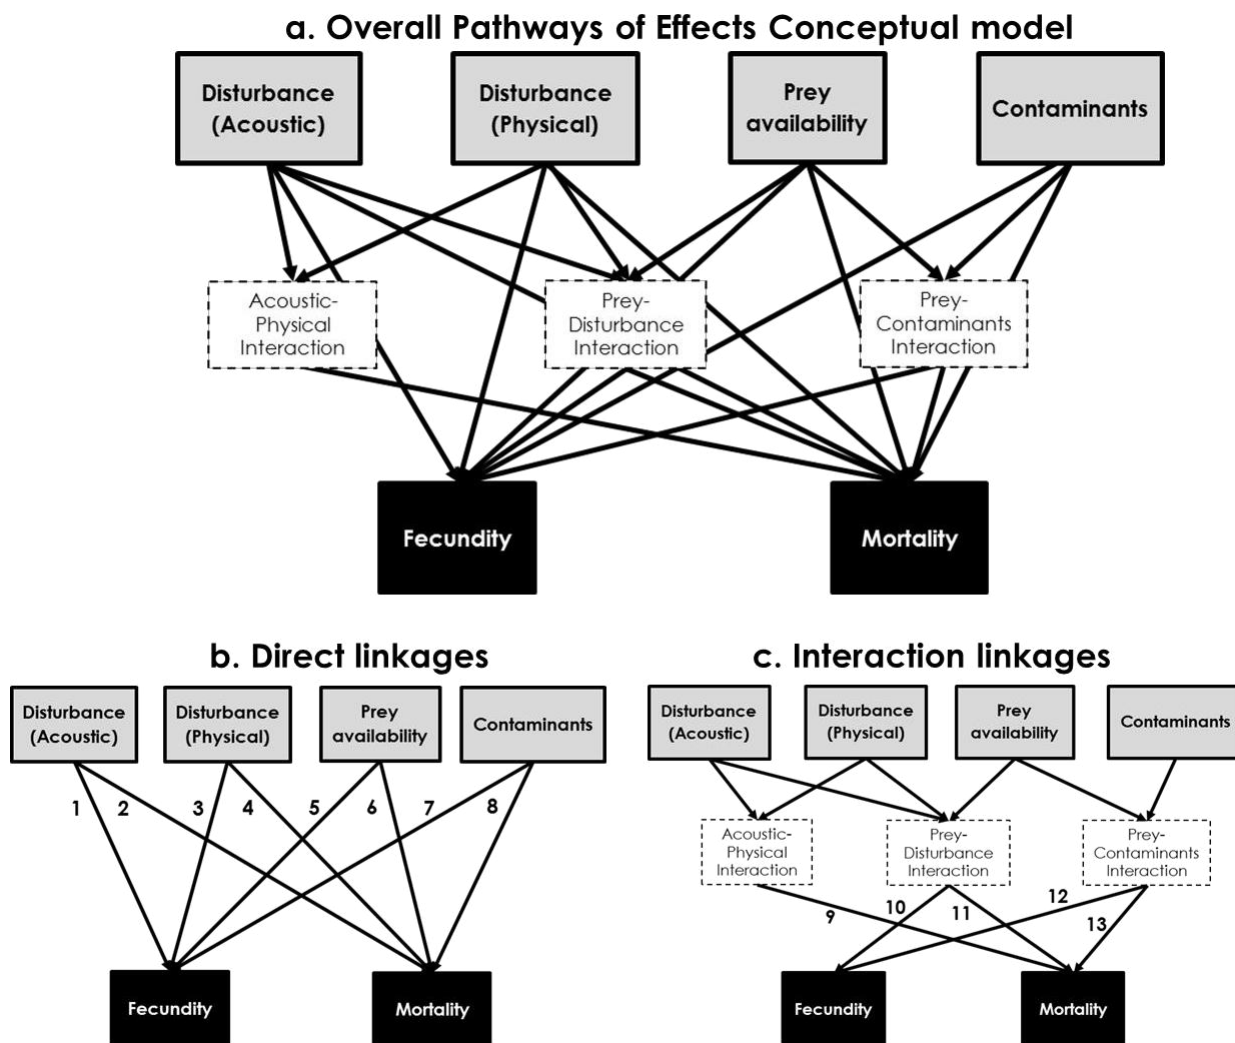 a. Overall Pathways of Effects Conceptual model
Disturbance
(Acoustic)
Disturbance
(Physical)
Prey
availability
Contaminants
Acoustic-
Physical
Interaction
Prey-
Disturbance
Interaction
Prey-
Contaminants
Interaction
Fecundity
Mortality
b. Direct linkages
Disturbance
(Acoustic)
Disturbance
(Physical)
Prey
availability
Contaminants
1 2 3 4 5 6 7 8
Fecundity
Mortality
c. Interaction linkages
Disturbance
(Acoustic)
Disturbance
(Physical)
Prey
availability
Contaminants
Acoustic-
Physical
Interaction
Prey-
Disturbance
Interaction
Prey-
Contaminants
Interaction
9 10 11 12 13
Fecundity
Mortality